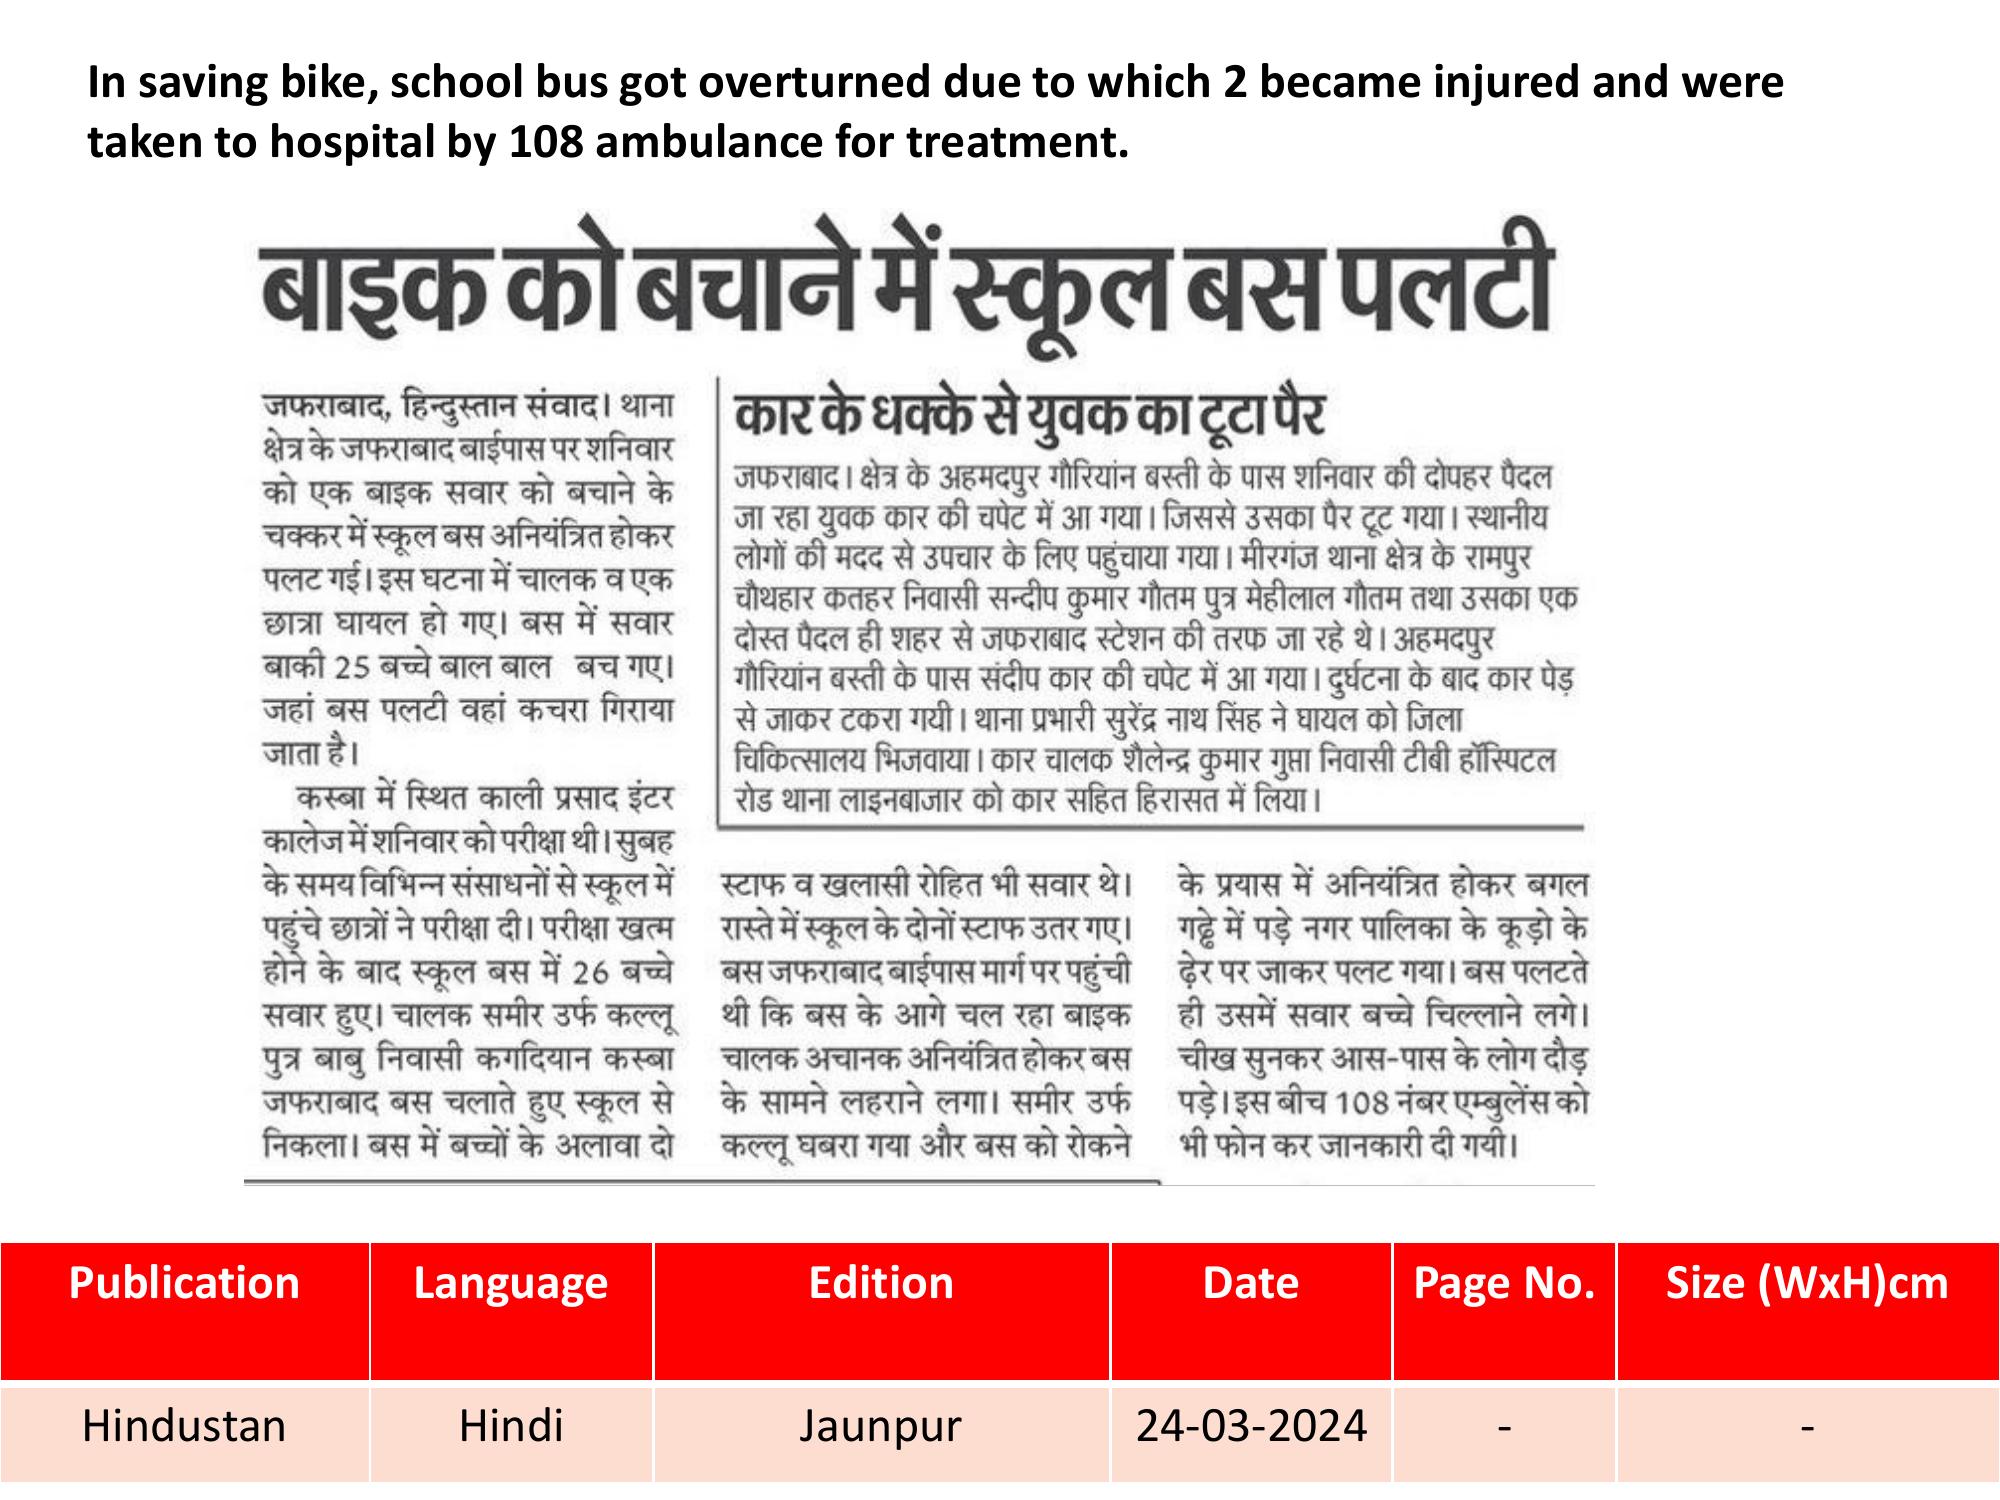 In saving bike, school bus got overturned due to which 2 became injured and were
taken to hospital by 108 ambulance for treatment.
बाइक को बचाने में स्कूल बस पलटी
जफराबाद, हिन्दुस्तान संवाद। थाना
क्षेत्र के जफराबाद बाईपास पर शनिवार
को एक बाइक सवार को बचाने के
चक्कर में स्कूल बस अनियंत्रित होकर
पलट गई। इस घटना में चालक व एक
छात्रा घायल हो गए। बस में सवार
बाकी 25 बच्चे बाल बाल बच गए।
जहां बस पलटी वहां कचरा गिराया
जाता है।
कस्बा में स्थित काली प्रसाद इंटर
कालेज में शनिवार को परीक्षा थी। सुबह
के समय विभिन्न संसाधनों से स्कूल में
पहुंचे छात्रों ने परीक्षा दी। परीक्षा खत्म
होने के बाद स्कूल बस में 26 बच्चे
सवार हुए। चालक समीर उर्फ कल्लू
पुत्र बाबु निवासी कगदियान कस्बा
जफराबाद बस चलाते हुए स्कूल से
निकला। बस में बच्चों के अलावा दो
कार के धक्के से युवक का टूटा पैर
जफराबाद। क्षेत्र के अहमदपुर गौरियांन बस्ती के पास शनिवार की दोपहर पैदल
जा रहा युवक कार की चपेट में आ गया। जिससे उसका पैर टूट गया। स्थानीय
लोगों की मदद से उपचार के लिए पहुंचाया गया। मीरगंज थाना क्षेत्र के रामपुर
चौथहार कतहर निवासी सन्दीप कुमार गौतम पुत्र मेहीलाल गौतम तथा उसका एक
दोस्त पैदल ही शहर से जफराबाद स्टेशन की तरफ जा रहे थे। अहमदपुर
गौरियांन बस्ती के पास संदीप कार की चपेट में आ गया। दुर्घटना के बाद कार पेड़
से जाकर टकरा गयी। थाना प्रभारी सुरेंद्र नाथ सिंह ने घायल को जिला
चिकित्सालय भिजवाया। कार चालक शैलेन्द्र कुमार गुप्ता निवासी टीबी हॉस्पिटल
रोड थाना लाइनबाजार को कार सहित हिरासत में लिया।
स्टाफ व खलासी रोहित भी सवार थे।
रास्ते में स्कूल के दोनों स्टाफ उतर गए।
बस जफराबाद बाईपास मार्ग पर पहुंची
थी कि बस के आगे चल रहा बाइक
चालक अचानक अनियंत्रित होकर बस
के सामने लहराने लगा। समीर उर्फ
कल्लू घबरा गया और बस को रोकने
के प्रयास में अनियंत्रित होकर बगल
गढ्ढे में पड़े नगर पालिका के कूड़ो के
ढ़ेर पर जाकर पलट गया। बस पलटते
ही उसमें सवार बच्चे चिल्लाने लगे।
चीख सुनकर आस-पास के लोग दौड़
पड़े। इस बीच 108 नंबर एम्बुलेंस को
भी फोन कर जानकारी दी गयी।
Publication Language Edition Date Page No. Size (WxH)cm
Hindustan Hindi Jaunpur 24-03-2024 - -